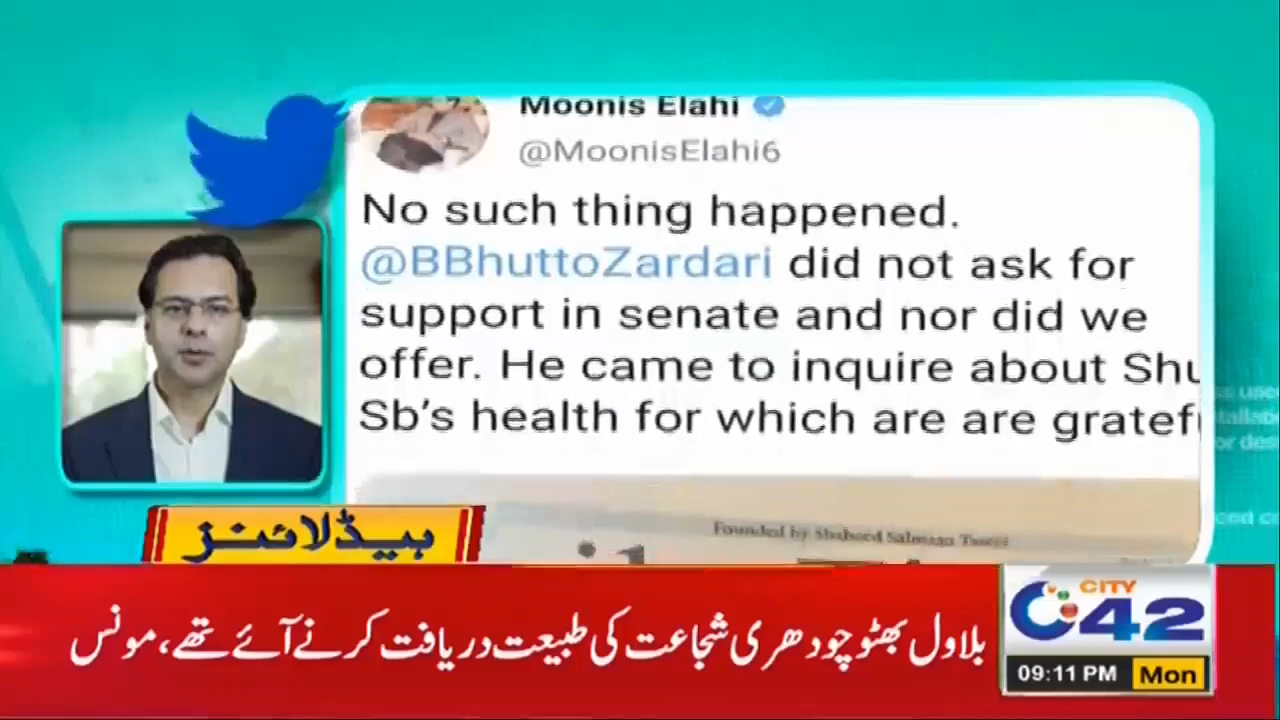 Moonis Elahi
@MoonisElahi6
No such thing happened.
@BBhuttoZardari did not ask for
support in senate and nor did we
offer. He came to inquire about Shu
Sb's health for which are are gratef
Founded by Shaheed Salmaan Taseer
ہیڈلائنز
بلاول بھٹو چودھری شجاعت کی طبیعت دریافت کرنے آئے تھے، مونس
CITY
42
09:11 PM Mon